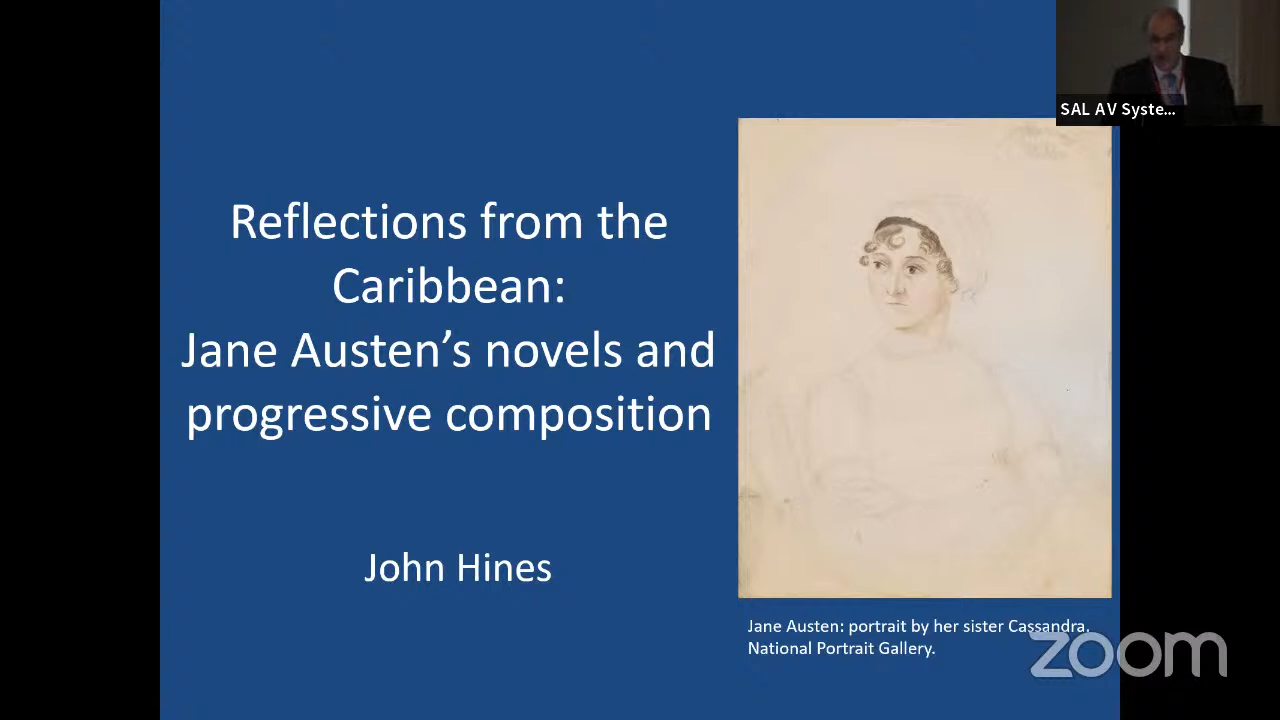 SAL AV Syste...
Reflections from the
Caribbean:
Jane Austen’s novels and
progressive composition
John Hines
Jane Austen: portrait by her sister Cassandra.
National Portrait Gallery.
zoom